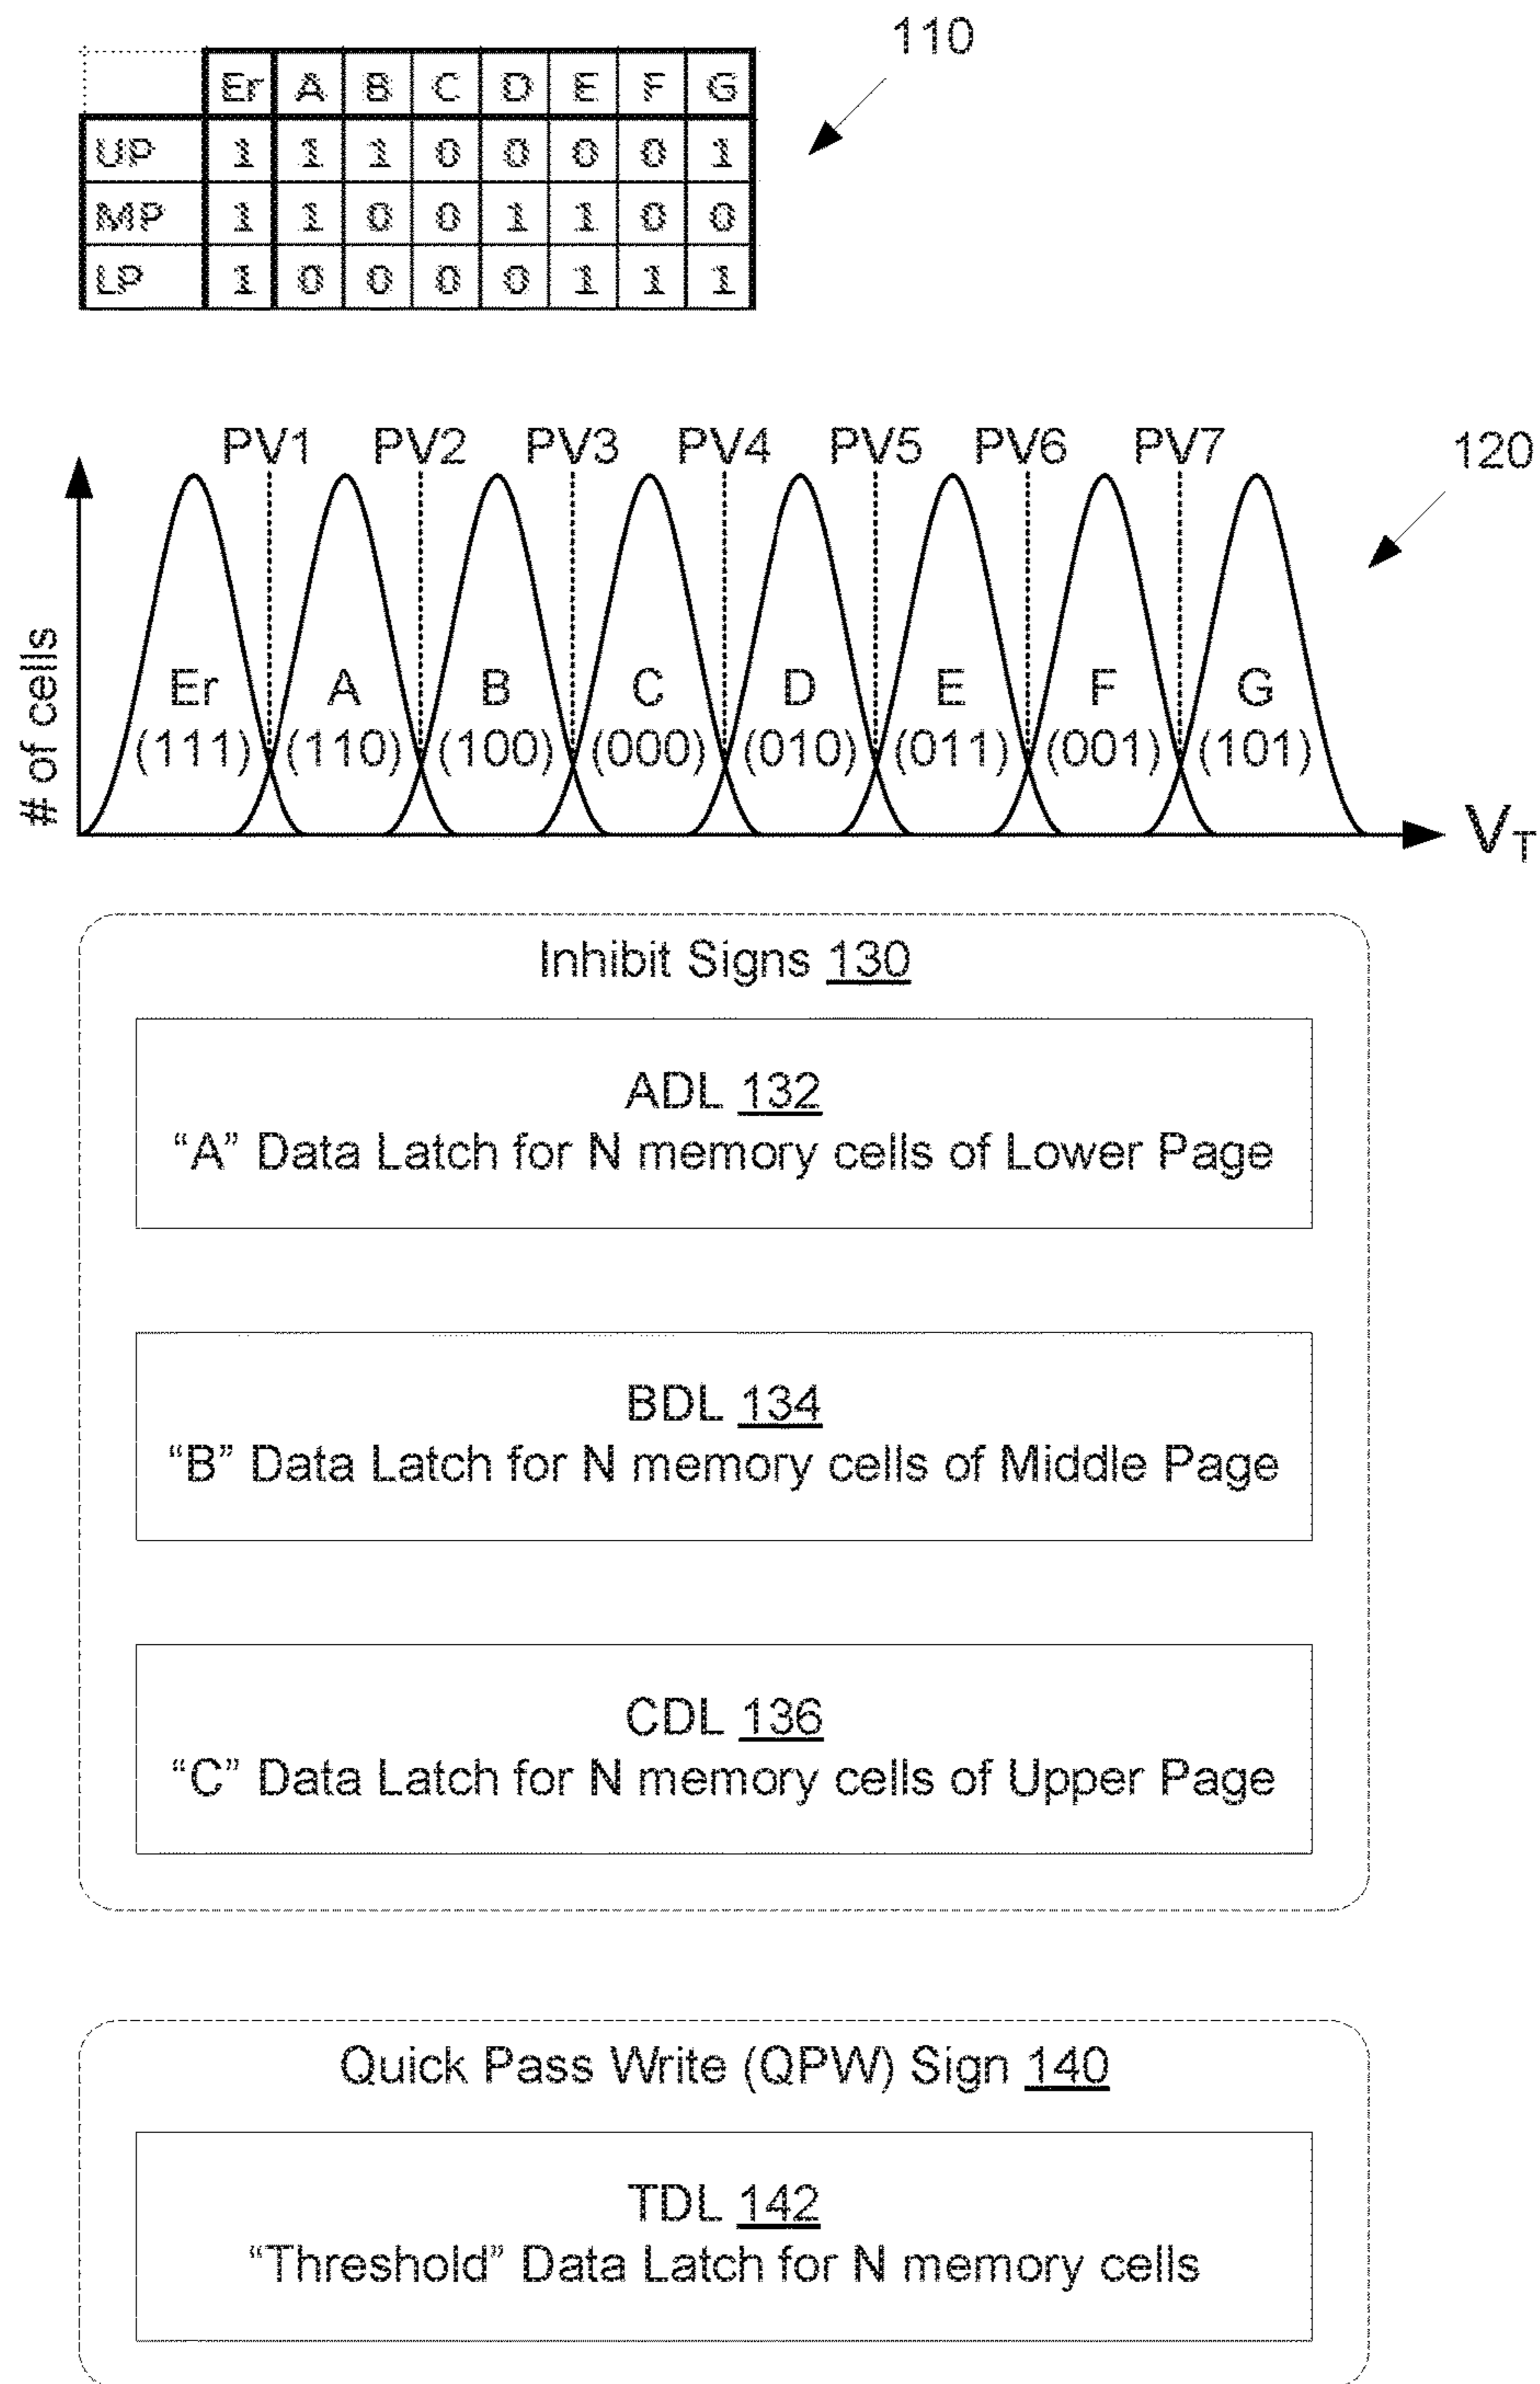 110
Er A B C D E F G
UP 1 1 1 0 0 0 0 1
MP 1 1 0 0 1 1 0 0
LP 1 0 0 0 0 1 1 1
PV1 PV2 PV3 PV4 PV5 PV6 PV7
120
# of cells
Er A B C D E F G
(111) (110) (100) (000) (010) (011) (001) (101)
VT
Inhibit Signs 130
ADL 132
“A” Data Latch for N memory cells of Lower Page
BDL 134
“B” Data Latch for N memory cells of Middle Page
CDL 136
“C” Data Latch for N memory cells of Upper Page
Quick Pass Write (QPW) Sign 140
TDL 142
“Threshold” Data Latch for N memory cells